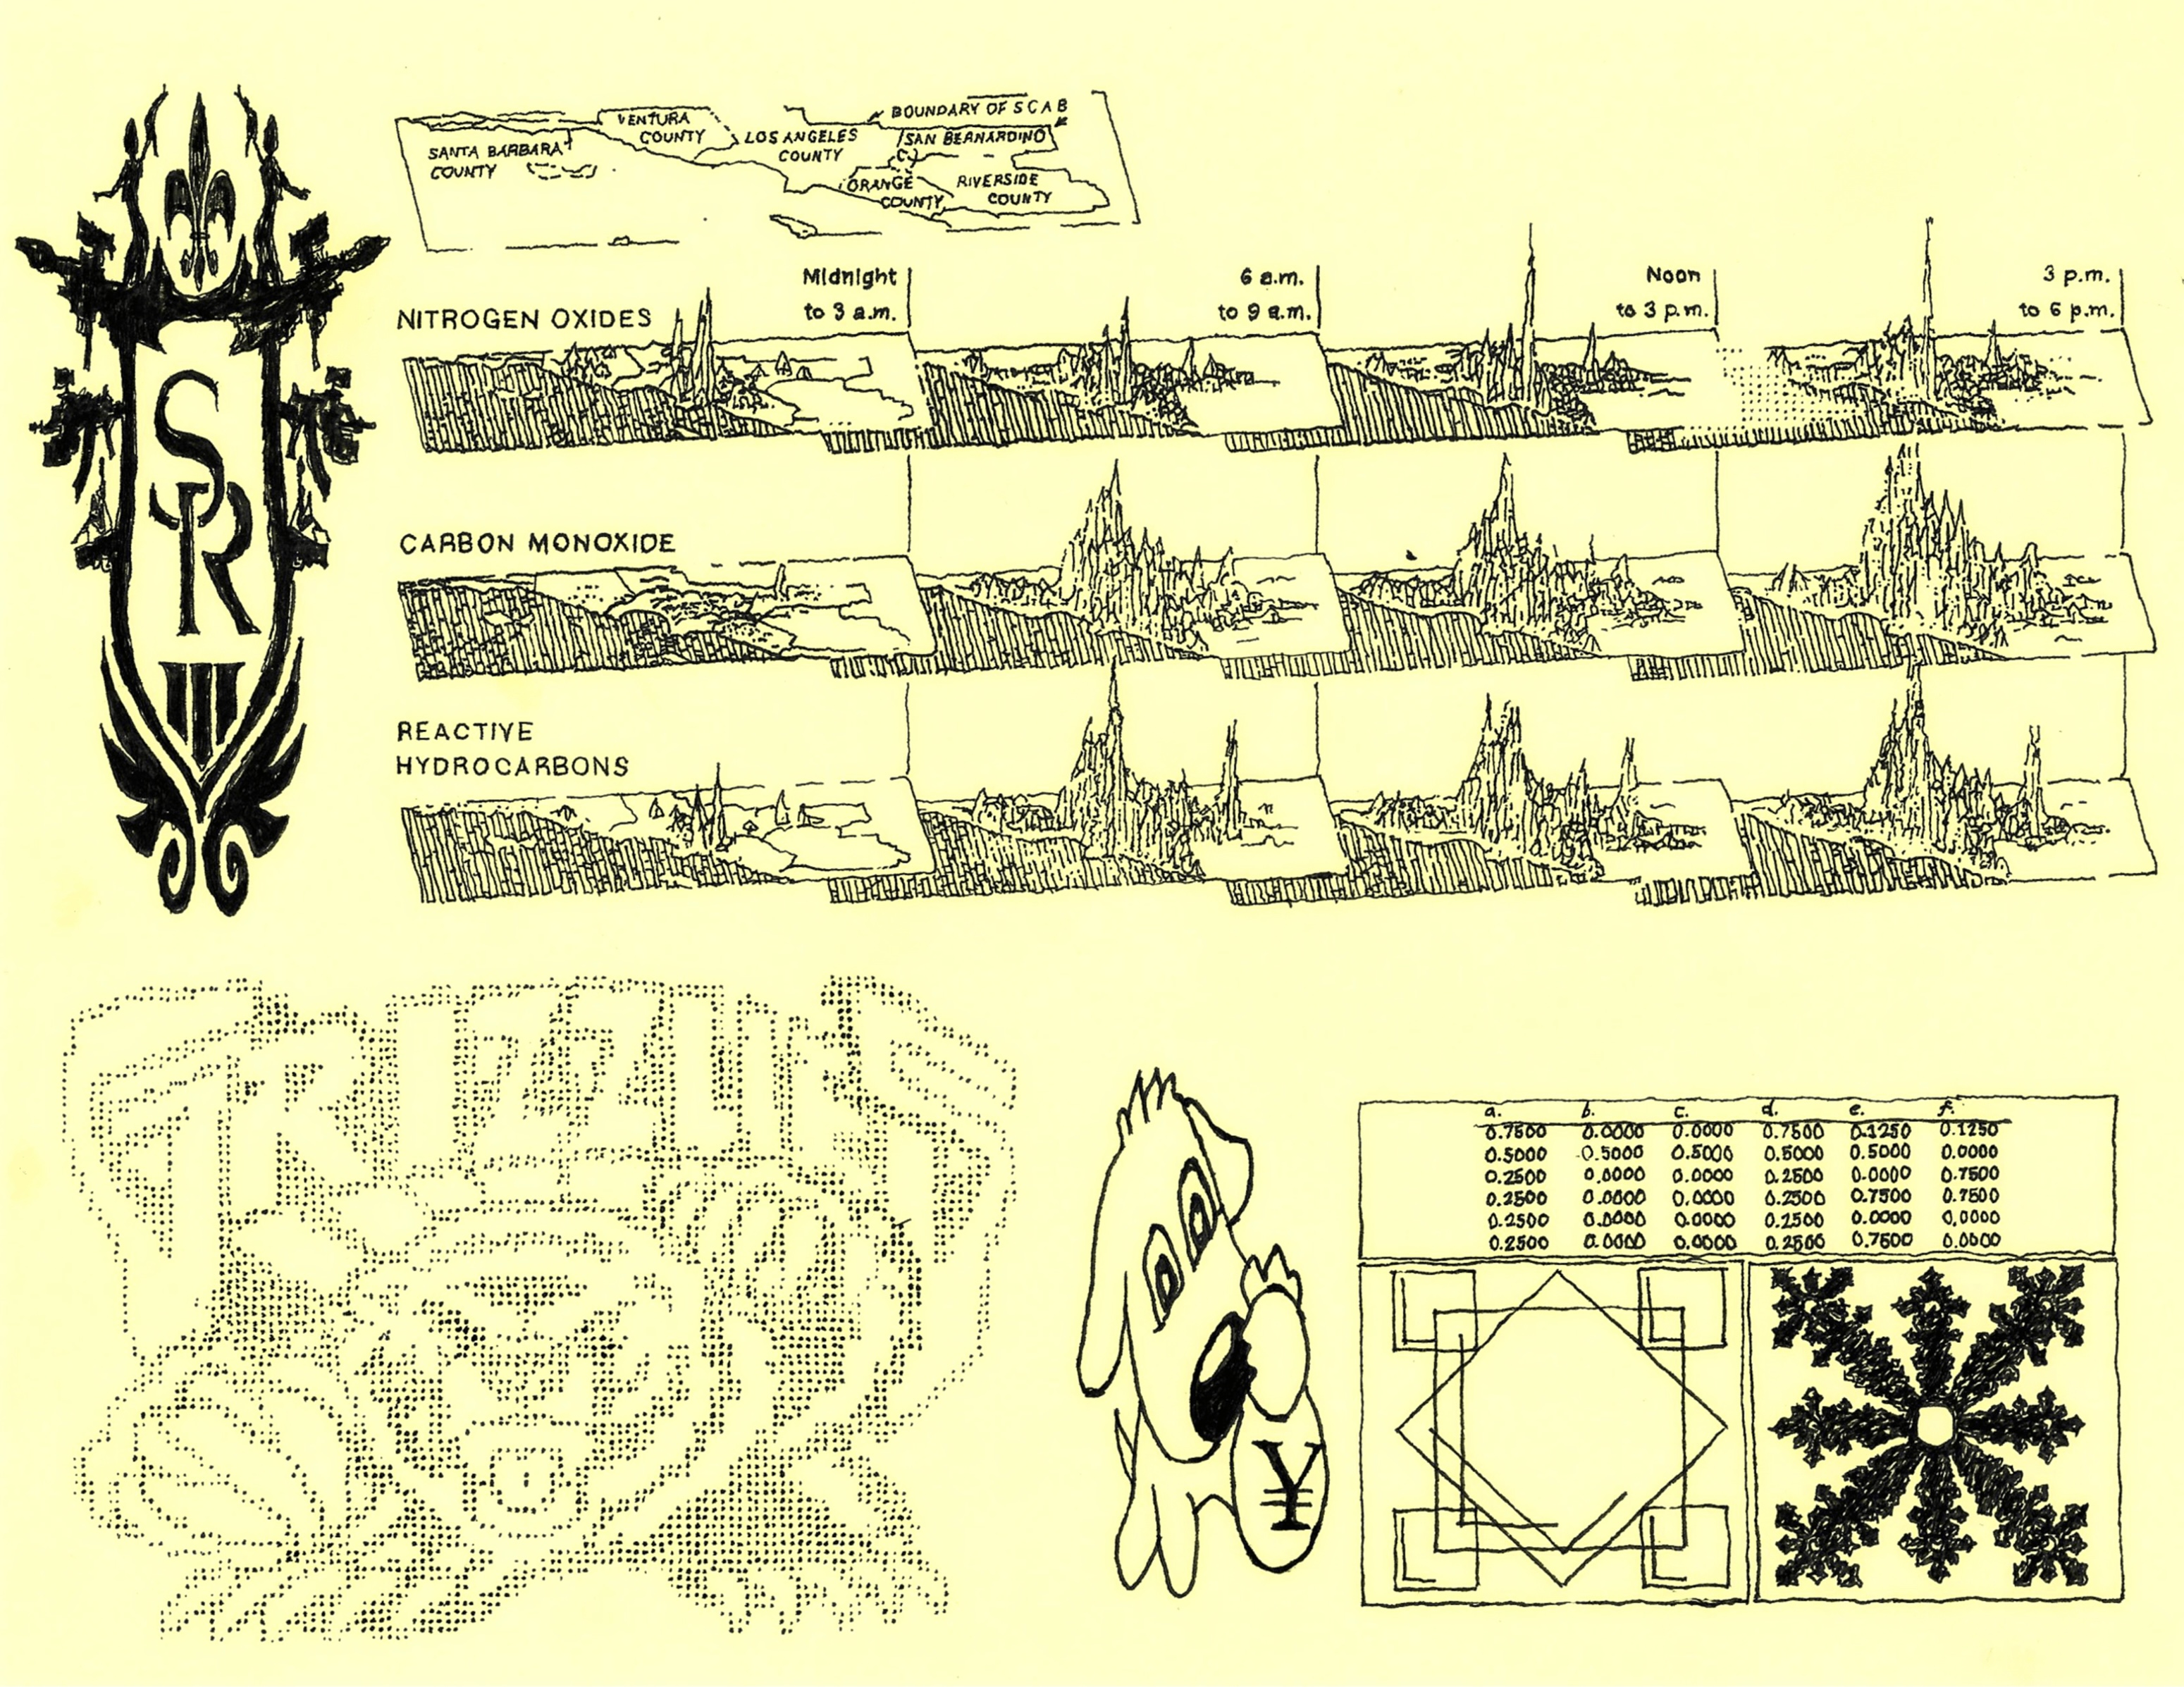 BOUNDARY OF SCAB
VENTURA
COUNTY
LOS ANGELES
COUNTY
SAN BEANARDINO
C.
SANTA BARBARA
COUNTY
ORANGE
COUNTY
RIVERSIDE
COUNTY
Midnight
to 3 a.m.
6 a.m.
to 9 a.m.
Noon
to 3 p.m.
3 p.m.
to 6 p.m.
NITROGEN OXIDES
CARBON MONOXIDE
REACTIVE
HYDROCARBONS
S
R
III
¥
a. b. c. d. e. f.
0.7500 0.0000 0.0000 0.7500 0.1250 0.1250
0.5000 -0.5000 0.5000 0.5000 0.5000 0.0000
0.2500 0.0000 0.0000 0.2500 0.0000 0.7500
0.2500 0.0000 0.0000 0.2500 0.7500 0.7500
0.2500 0.0000 0.0000 0.2500 0.0000 0.0000
0.2500 0.0000 0.0000 0.2500 0.7500 0.0000